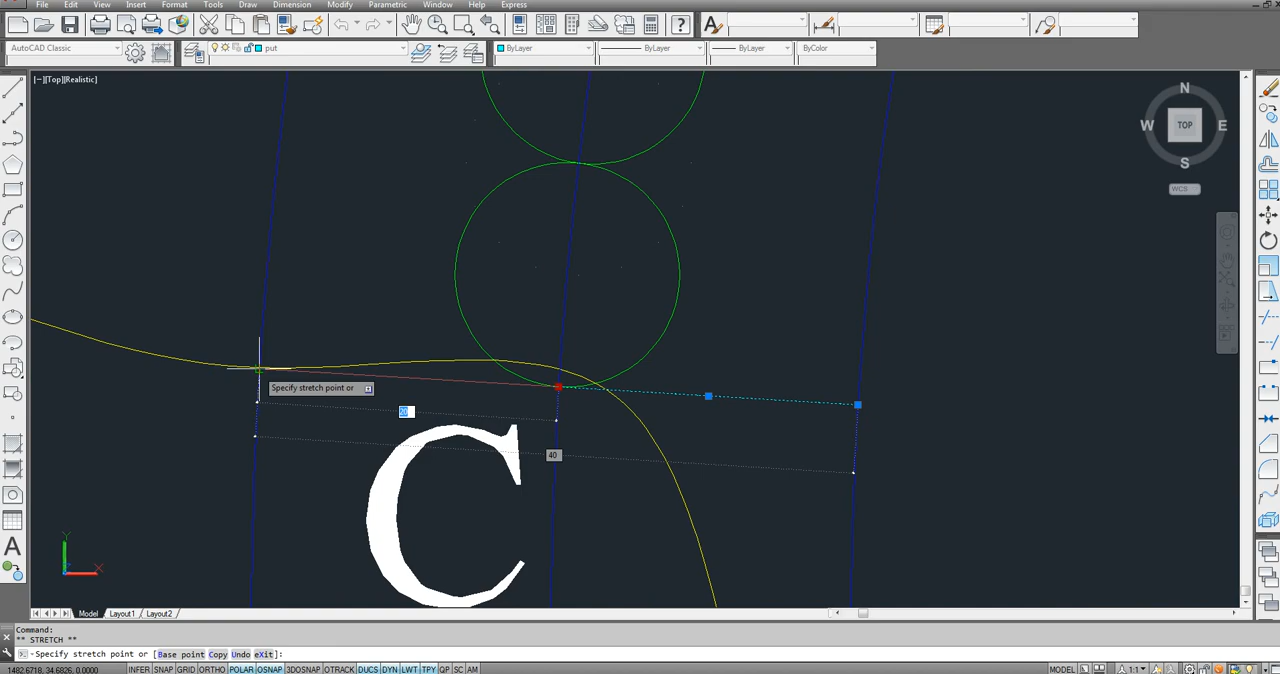 File Edit View Insert Format Tools Draw Dimension Modify Parametric Window Help Express
AutoCAD Classic put ByLayer ByLayer ByLayer ByColor
[−][Top][Realistic]
N
W TOP E
S
WCS
Specify stretch point or
20
40
C
Y
X
A
Model Layout1 Layout2
Command:
** STRETCH **
Specify stretch point or [Base point Copy Undo eXit]:
1482.6718, 34.6826, 0.0000 INFER SNAP GRID ORTHO POLAR OSNAP 3DOSNAP OTRACK DUCS DYN LWT TPY QP SC AM MODEL 1:1